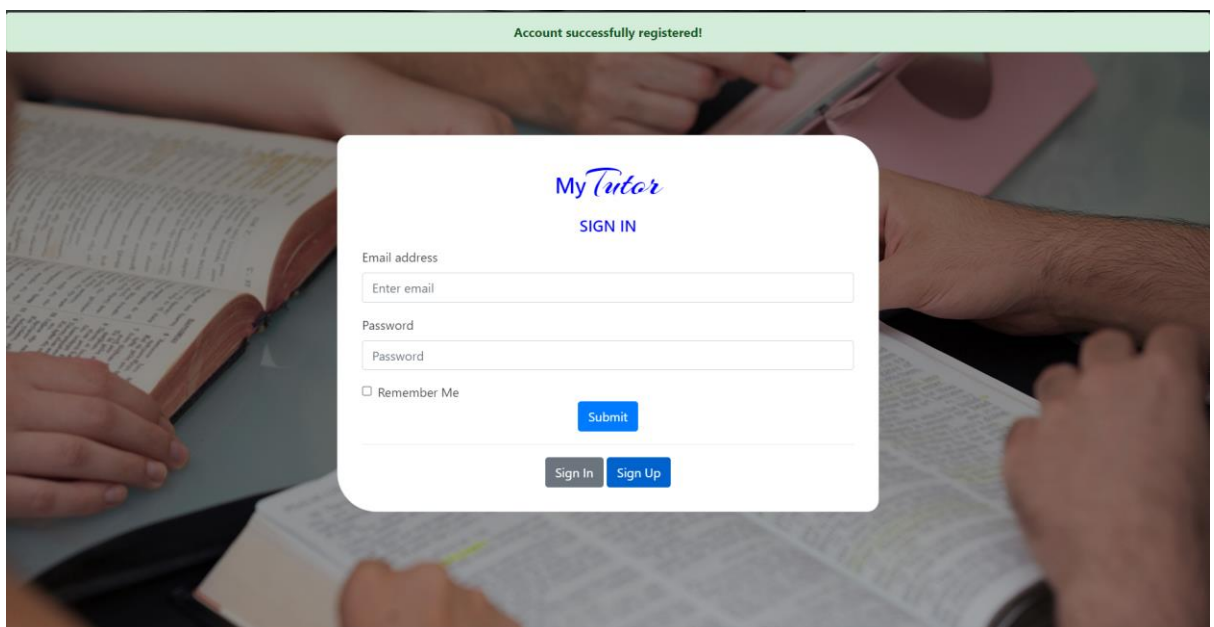 Account successfully registered!
My Tutor
SIGN IN
Email address
Enter email
Password
Password
Remember Me
Submit
Sign In Sign Up